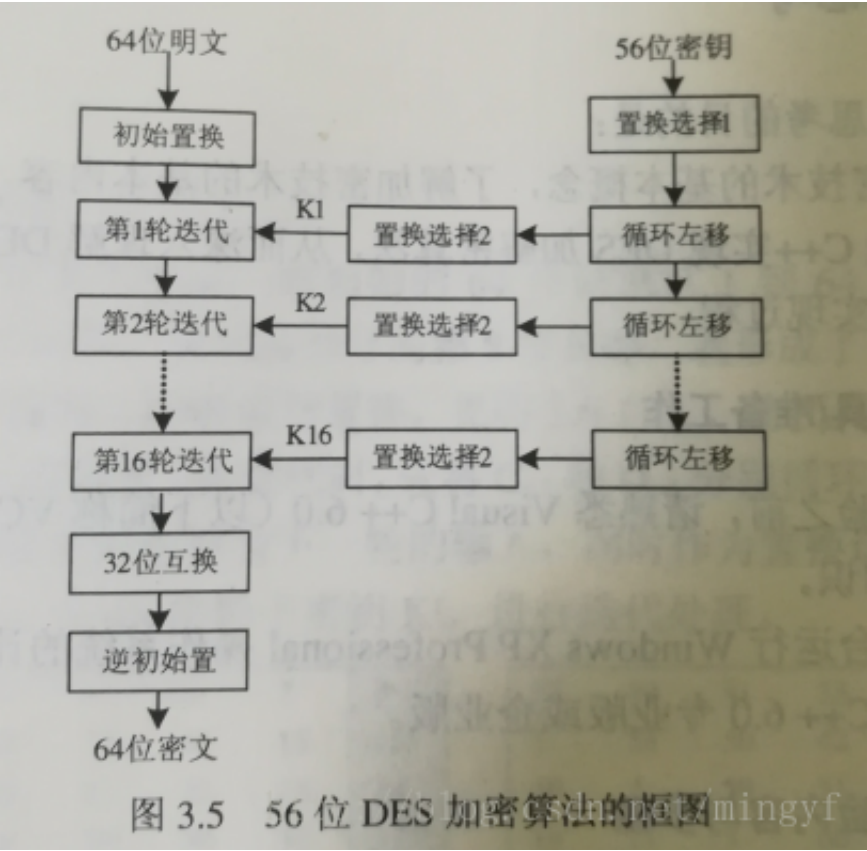 64位明文
56位密钥
初始置换
置换选择1
第1轮迭代
K1
置换选择2
循环左移
第2轮迭代
K2
置换选择2
循环左移
第16轮迭代
K16
置换选择2
循环左移
32位互换
逆初始置
64位密文
图 3.5 56 位 DES 加密算法的框图
blog.csdn.net/mingyf